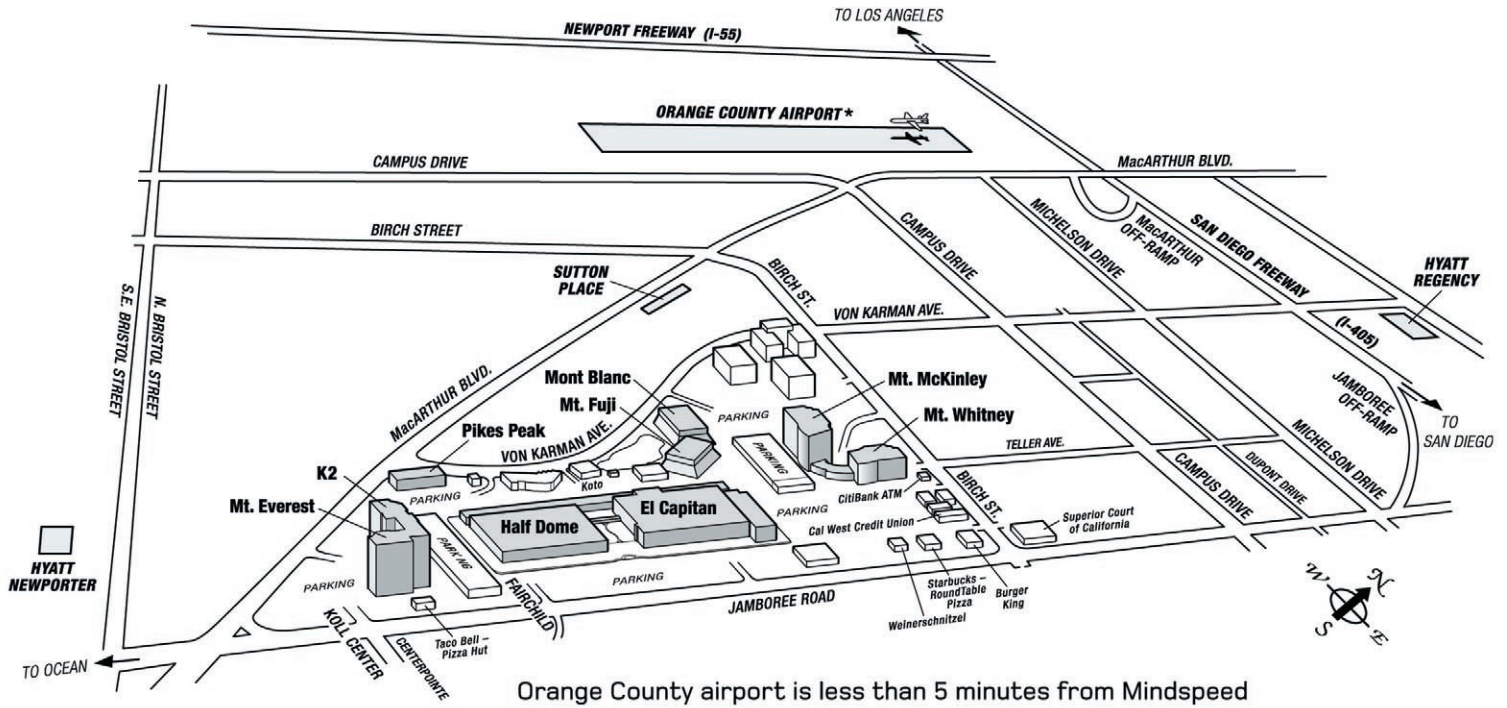 TO LOS ANGELES
NEWPORT FREEWAY (I-55)
ORANGE COUNTY AIRPORT*
CAMPUS DRIVE
MacARTHUR BLVD.
BIRCH STREET
CAMPUS DRIVE
MICHELSON DRIVE
MacARTHUR
OFF-RAMP
SAN DIEGO FREEWAY
HYATT
REGENCY
SUTTON
PLACE
BIRCH ST.
VON KARMAN AVE.
(I-405)
S.E. BRISTOL STREET
N. BRISTOL STREET
MacARTHUR BLVD.
Mont Blanc
Mt. Fuji
Mt. McKinley
Mt. Whitney
PARKING
JAMBOREE
OFF-RAMP
TO
SAN DIEGO
Pikes Peak
VON KARMAN AVE.
PARKING
TELLER AVE.
MICHELSON DRIVE
DUPONT DRIVE
CAMPUS DRIVE
K2
Mt. Everest
PARKING
Koto
CitiBank ATM
BIRCH ST.
Half Dome
El Capitan
PARKING
Cal West Credit Union
Superior Court
of California
HYATT
NEWPORTER
PARKING
PARKING
PARKING
FAIRCHILD
JAMBOREE ROAD
Weinerschnitzel
Starbucks –
RoundTable
Pizza
Burger
King
W
N
S
E
KOLL CENTER
CENTERPOINTE
Taco Bell –
Pizza Hut
TO OCEAN
Orange County airport is less than 5 minutes from Mindspeed